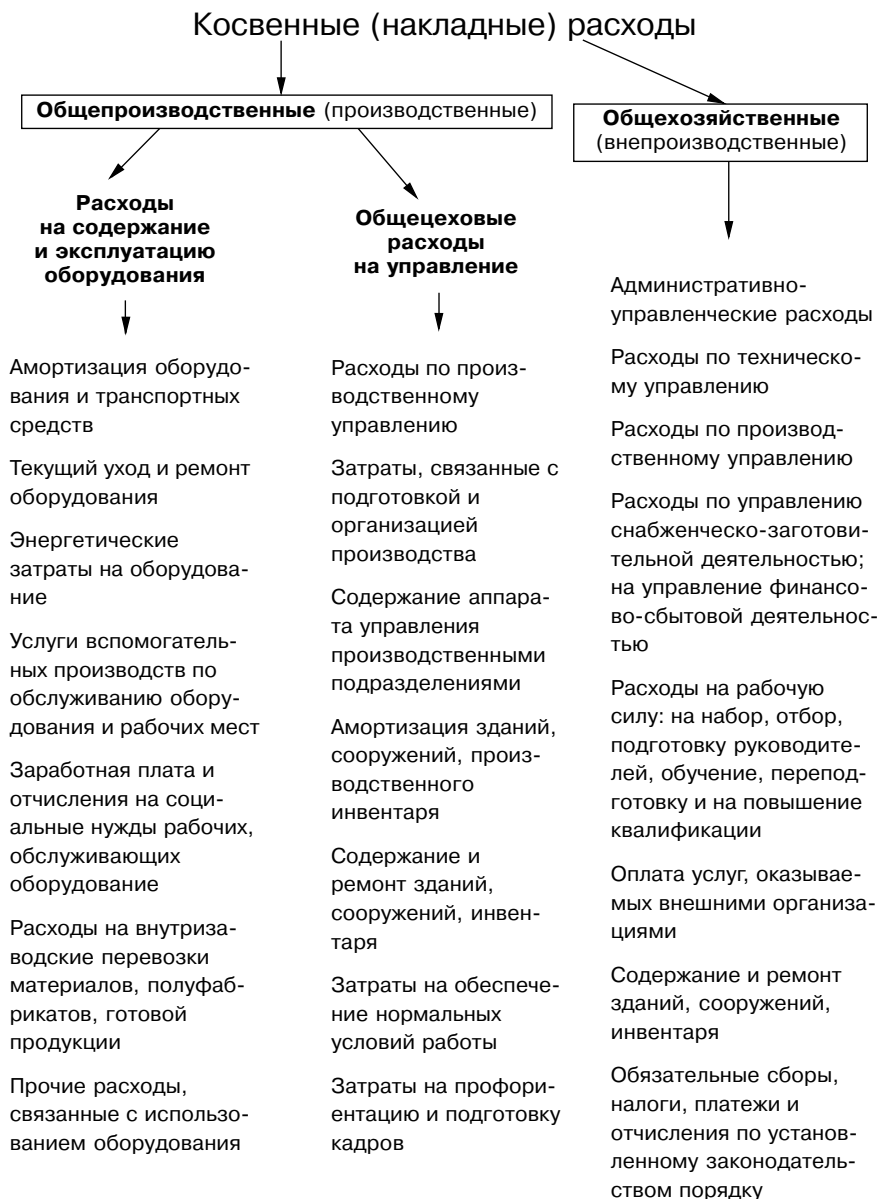 Косвенные (накладные) расходы
Общепроизводственные (производственные)
Общехозяйственные
(внепроизводственные)
Расходы
на содержание
и эксплуатацию
оборудования
Амортизация оборудо-
вания и транспортных
средств
Текущий уход и ремонт
оборудования
Энергетические
затраты на оборудова-
ние
Услуги вспомогатель-
ных производств по
обслуживанию обору-
дования и рабочих мест
Заработная плата и
отчисления на соци-
альные нужды рабочих,
обслуживающих
оборудование
Расходы на внутриза-
водские перевозки
материалов, полуфаб-
рикатов, готовой
продукции
Прочие расходы,
связанные с использо-
ванием оборудования
Общецеховые
расходы
на управление
Расходы по произ-
водственному
управлению
Затраты, связанные с
подготовкой и
организацией
производства
Содержание аппара-
та управления
производственными
подразделениями
Амортизация зданий,
сооружений, произ-
водственного
инвентаря
Содержание и
ремонт зданий,
сооружений, инвен-
таря
Затраты на обеспече-
ние нормальных
условий работы
Затраты на профори-
ентацию и подготовку
кадров
Административно-
управленческие расходы
Расходы по техническо-
му управлению
Расходы по производ-
ственному управлению
Расходы по управлению
снабженческо-заготови-
тельной деятельностью;
на управление финансо-
во-сбытовой деятельнос-
тью
Расходы на рабочую
силу: на набор, отбор,
подготовку руководите-
лей, обучение, перепод-
готовку и на повышение
квалификации
Оплата услуг, оказывае-
мых внешними организа-
циями
Содержание и ремонт
зданий, сооружений,
инвентаря
Обязательные сборы,
налоги, платежи и
отчисления по установ-
ленному законодатель-
ством порядку